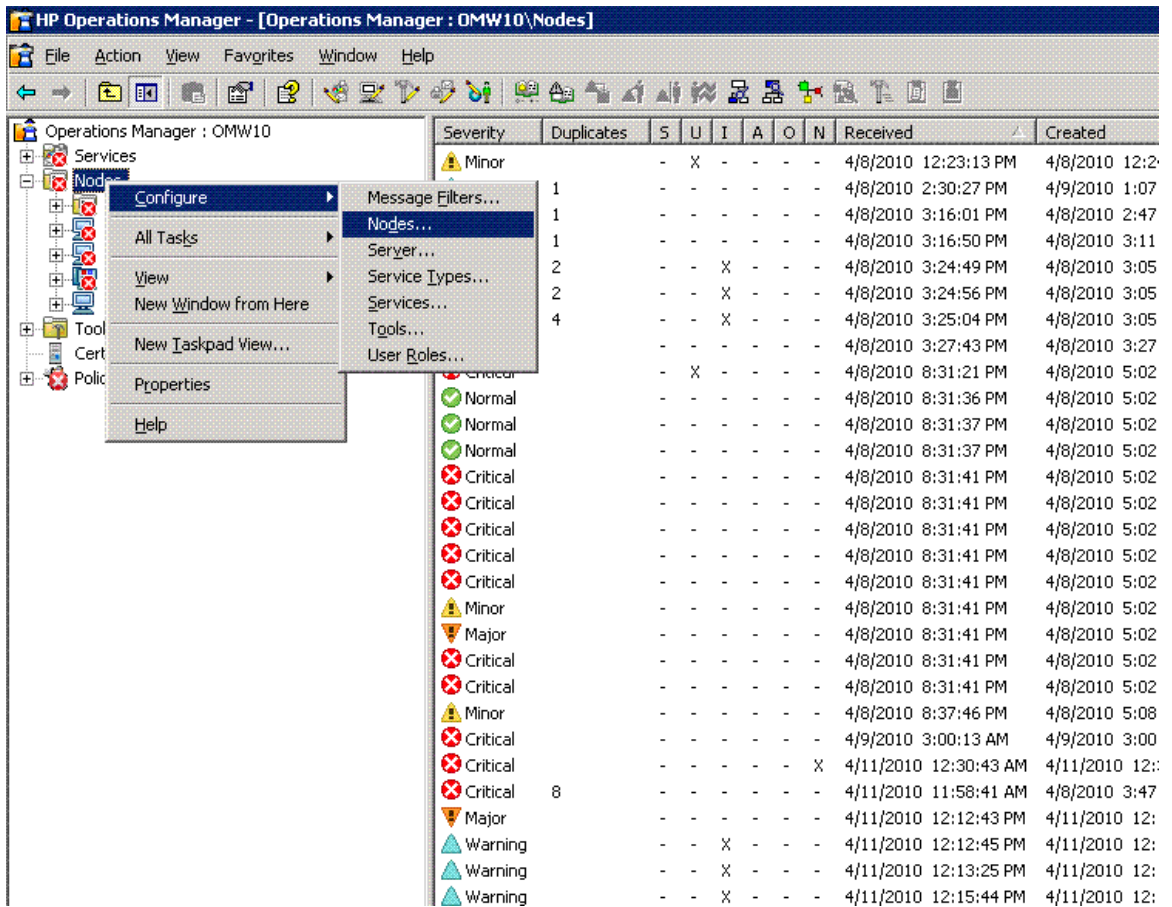 HP Operations Manager - [Operations Manager : OMW10\Nodes]
File Action View Favorites Window Help
Operations Manager : OMW10
Services
Nodes
Tool
Cert
Polic
Configure
All Tasks
View
New Window from Here
New Taskpad View...
Properties
Help
Message Filters...
Nodes...
Server...
Service Types...
Services...
Tools...
User Roles...
Severity Duplicates S U I A O N Received Created
Minor - X - - - - 4/8/2010 12:23:13 PM 4/8/2010 12:2
1 - - - - - - 4/8/2010 2:30:27 PM 4/9/2010 1:07
1 - - - - - - 4/8/2010 3:16:01 PM 4/8/2010 2:47
1 - - - - - - 4/8/2010 3:16:50 PM 4/8/2010 3:11
2 - - X - - - 4/8/2010 3:24:49 PM 4/8/2010 3:05
2 - - X - - - 4/8/2010 3:24:56 PM 4/8/2010 3:05
4 - - X - - - 4/8/2010 3:25:04 PM 4/8/2010 3:05
- - - - - - 4/8/2010 3:27:43 PM 4/8/2010 3:27
Critical - X - - - - 4/8/2010 8:31:21 PM 4/8/2010 5:02
Normal - - - - - - 4/8/2010 8:31:36 PM 4/8/2010 5:02
Normal - - - - - - 4/8/2010 8:31:37 PM 4/8/2010 5:02
Normal - - - - - - 4/8/2010 8:31:37 PM 4/8/2010 5:02
Critical - - - - - - 4/8/2010 8:31:41 PM 4/8/2010 5:02
Critical - - - - - - 4/8/2010 8:31:41 PM 4/8/2010 5:02
Critical - - - - - - 4/8/2010 8:31:41 PM 4/8/2010 5:02
Critical - - - - - - 4/8/2010 8:31:41 PM 4/8/2010 5:02
Critical - - - - - - 4/8/2010 8:31:41 PM 4/8/2010 5:02
Minor - - - - - - 4/8/2010 8:31:41 PM 4/8/2010 5:02
Major - - - - - - 4/8/2010 8:31:41 PM 4/8/2010 5:02
Critical - - - - - - 4/8/2010 8:31:41 PM 4/8/2010 5:02
Critical - - - - - - 4/8/2010 8:31:41 PM 4/8/2010 5:02
Minor - - - - - - 4/8/2010 8:37:46 PM 4/8/2010 5:08
Critical - - - - - - 4/9/2010 3:00:13 AM 4/9/2010 3:00
Critical - - - - - X 4/11/2010 12:30:43 AM 4/11/2010 12:
Critical 8 - - - - - - 4/11/2010 11:58:41 AM 4/8/2010 3:47
Major - - - - - - 4/11/2010 12:12:43 PM 4/11/2010 12:
Warning - - X - - - 4/11/2010 12:12:45 PM 4/11/2010 12:
Warning - - X - - - 4/11/2010 12:13:25 PM 4/11/2010 12:
Warning - - X - - - 4/11/2010 12:15:44 PM 4/11/2010 12: